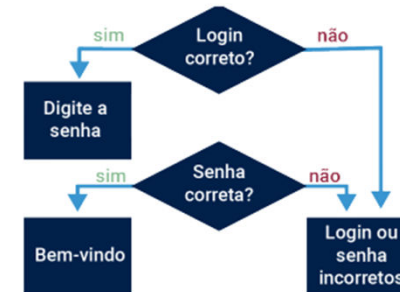 sim
Login
correto?
não
Digite a
senha
sim
Senha
correta?
não
Bem-vindo
Login ou
senha
incorretos